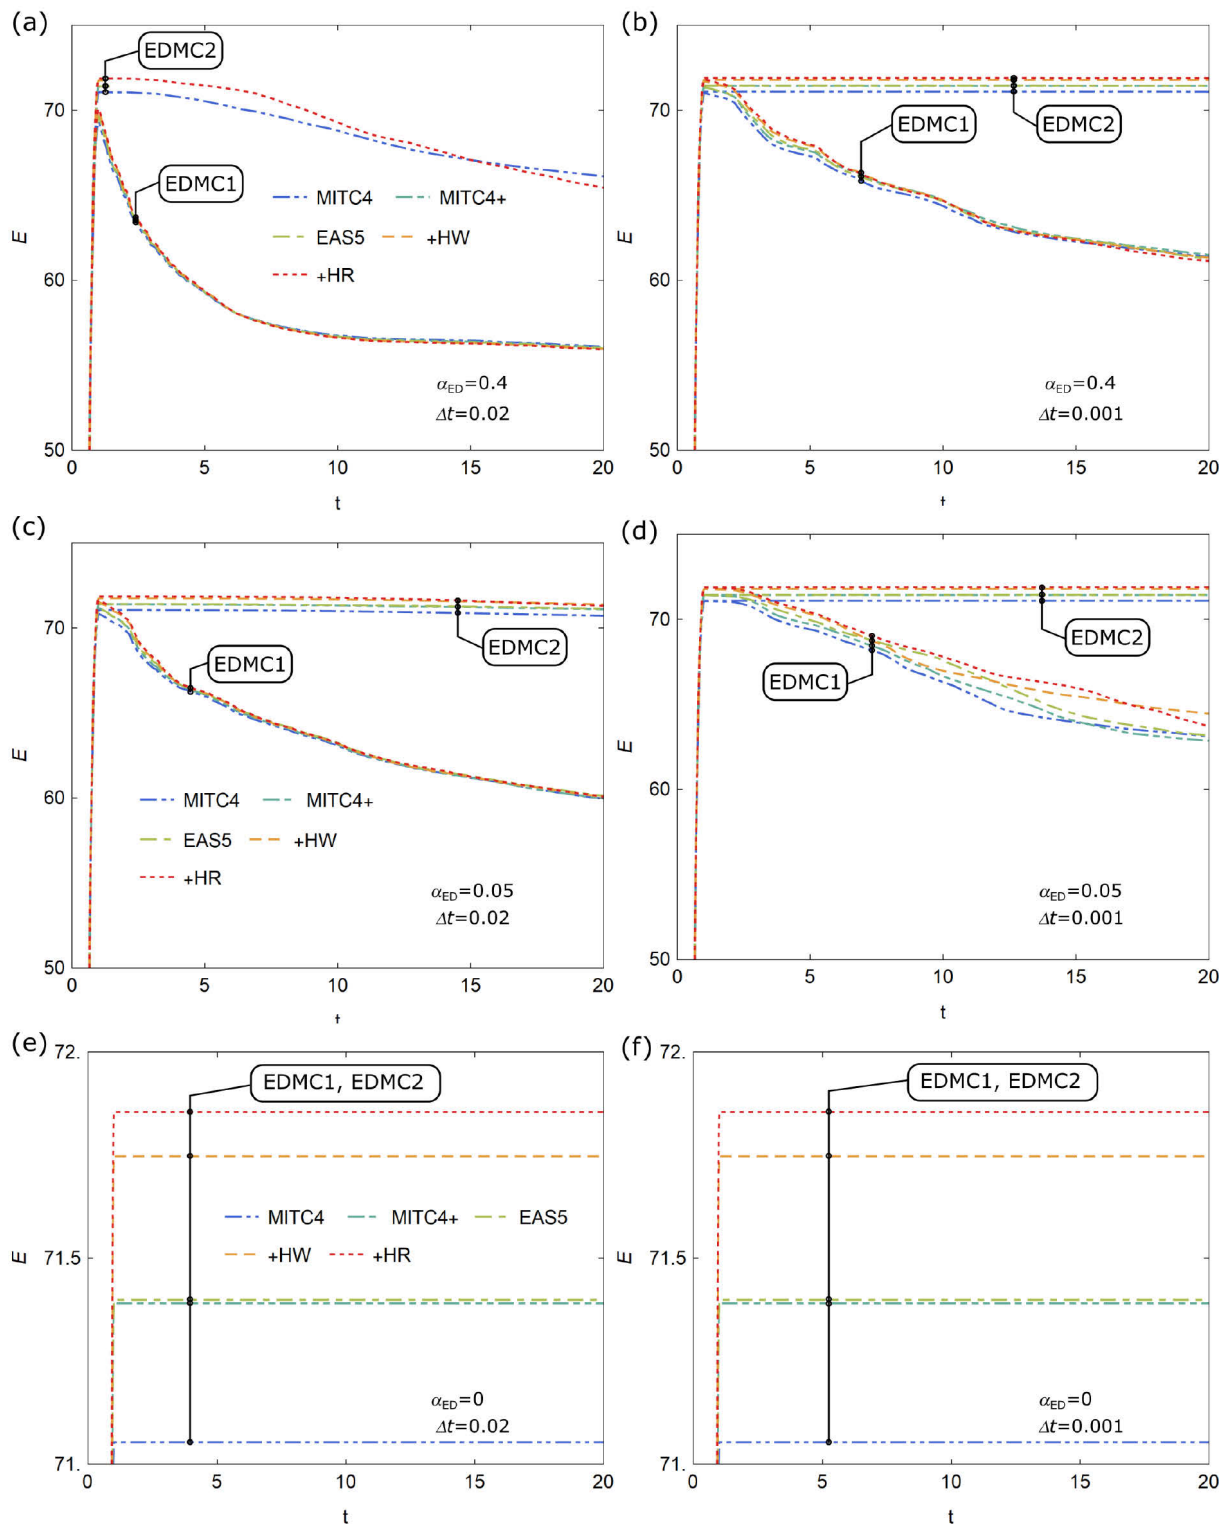 (a)
EDMC2
EDMC1
70
60
50
E
MITC4 MITC4+
EAS5 +HW
+HR
α_ED=0.4
Δt=0.02
0 5 10 15 20
t
(b)
EDMC1
EDMC2
70
60
50
E
α_ED=0.4
Δt=0.001
0 5 10 15 20
(c)
EDMC1
EDMC2
70
60
50
E
MITC4 MITC4+
EAS5 +HW
+HR
α_ED=0.05
Δt=0.02
0 5 10 15 20
(d)
EDMC2
EDMC1
70
60
50
E
α_ED=0.05
Δt=0.001
0 5 10 15 20
t
(e)
72.
EDMC1, EDMC2
71.5
71.
E
MITC4 MITC4+ EAS5
+HW +HR
α_ED=0
Δt=0.02
0 5 10 15 20
t
(f)
72.
EDMC1, EDMC2
71.5
71.
E
α_ED=0
Δt=0.001
0 5 10 15 20
t